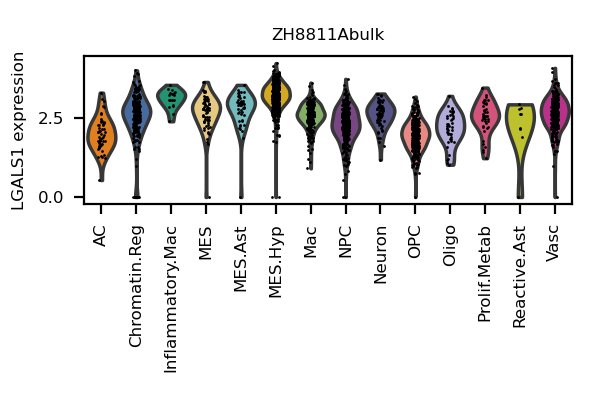 ZH8811Abulk
LGALS1 expression
2.5
0.0
AC
Chromatin.Reg
Inflammatory.Mac
MES
MES.Ast
MES.Hyp
Mac
NPC
Neuron
OPC
Oligo
Prolif.Metab
Reactive.Ast
Vasc